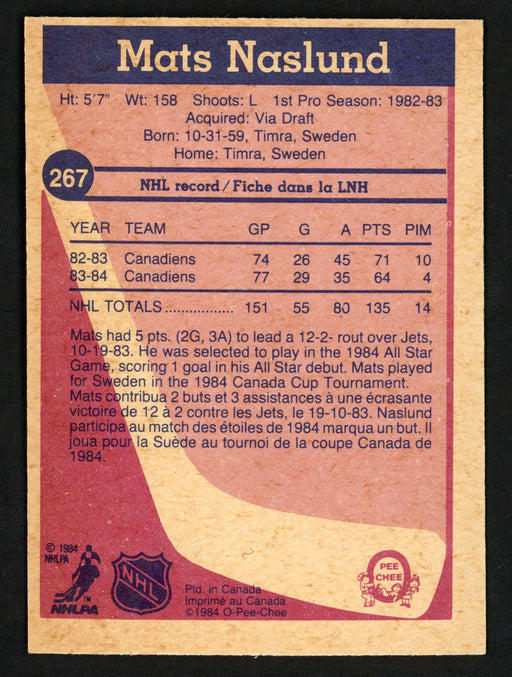 Mats Naslund
Ht: 5'7" Wt: 158 Shoots: L 1st Pro Season: 1982-83
Acquired: Via Draft
Born: 10-31-59, Timra, Sweden
Home: Timra, Sweden
267
NHL record/Fiche dans la LNH
YEAR TEAM GP G A PTS PIM
82-83 Canadiens 74 26 45 71 10
83-84 Canadiens 77 29 35 64 4
NHL TOTALS................. 151 55 80 135 14
Mats had 5 pts. (2G, 3A) to lead a 12-2- rout over Jets,
10-19-83. He was selected to play in the 1984 All Star
Game, scoring 1 goal in his All Star debut. Mats played
for Sweden in the 1984 Canada Cup Tournament.
Mats contribua 2 buts et 3 assistances à une écrasante
victoire de 12 à 2 contre les Jets, le 19-10-83. Naslund
participa au match des étoiles de 1984 marqua un but. Il
joua pour la Suède au tournoi de la coupe Canada de
1984.
© 1984
NHLPA
TM
NHLPA
NHL
Ptd. in Canada
Imprimé au Canada
©1984 O-Pee-Chee
PEE
CHEE